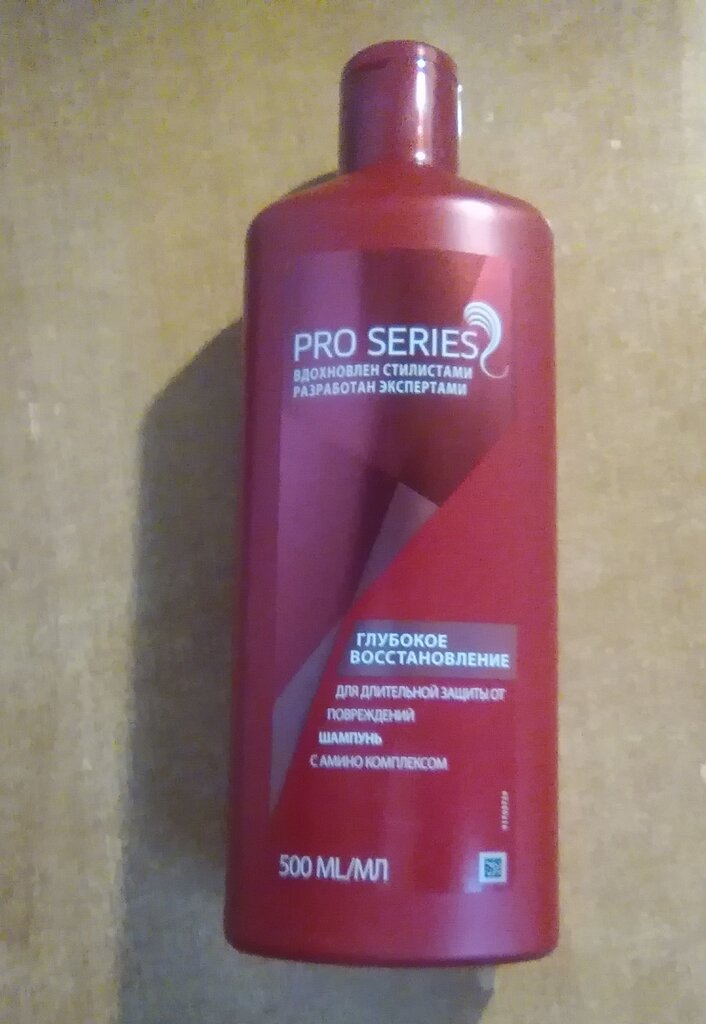 PRO SERIES
ВДОХНОВЛЕН СТИЛИСТАМИ
РАЗРАБОТАН ЭКСПЕРТАМИ
ГЛУБОКОЕ
ВОССТАНОВЛЕНИЕ
ДЛЯ ДЛИТЕЛЬНОЙ ЗАЩИТЫ ОТ
ПОВРЕЖДЕНИЙ
ШАМПУНЬ
С АМИНО КОМПЛЕКСОМ
500 ML/МЛ